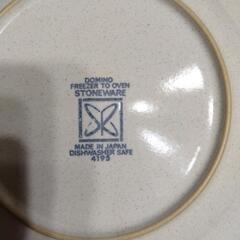 DOMINO
FREEZER TO OVEN
STONEWARE
MADE IN JAPAN
DISHWASHER SAFE
4195